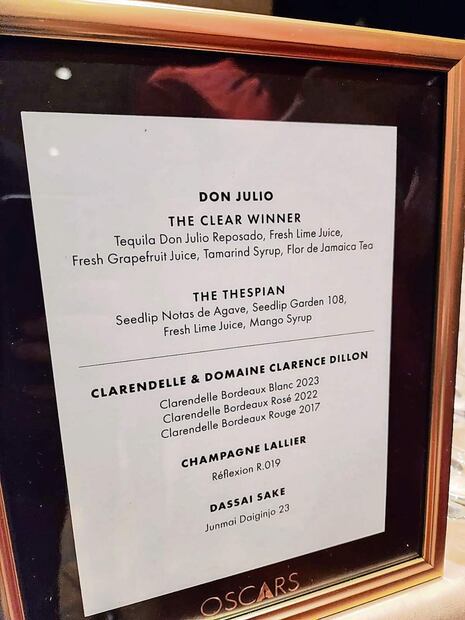 DON JULIO
THE CLEAR WINNER
Tequila Don Julio Reposado, Fresh Lime Juice,
Fresh Grapefruit Juice, Tamarind Syrup, Flor de Jamaica Tea
THE THESPIAN
Seedlip Notas de Agave, Seedlip Garden 108,
Fresh Lime Juice, Mango Syrup
CLARENDELLE & DOMAINE CLARENCE DILLON
Clarendelle Bordeaux Blanc 2023
Clarendelle Bordeaux Rosé 2022
Clarendelle Bordeaux Rouge 2017
CHAMPAGNE LALLIER
Réflexion R.019
DASSAI SAKE
Junmai Daiginjo 23
OSCARS